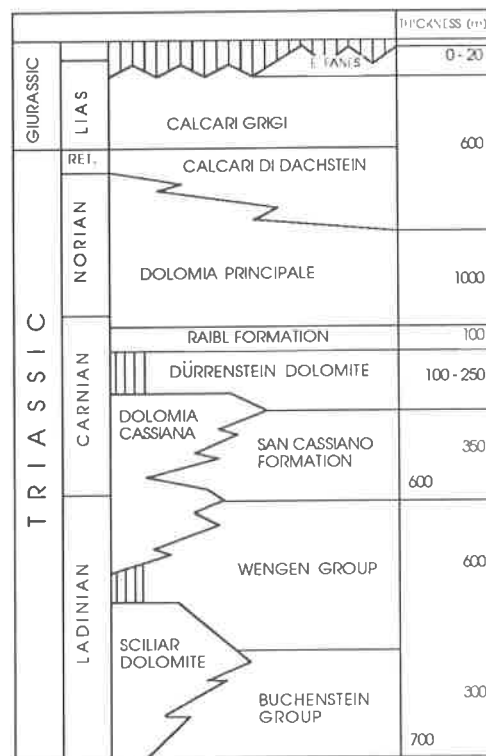 THICKNESS (m)
GIURASSIC
LIAS
F. FANES
0-20
CALCARI GRIGI
600
TRIASSIC
RET.
CALCARI DI DACHSTEIN
NORIAN
DOLOMIA PRINCIPALE
1000
CARNIAN
RAIBL FORMATION
100
DÜRRENSTEIN DOLOMITE
100 - 250
DOLOMIA
CASSIANA
SAN CASSIANO
FORMATION
350
600
LADINIAN
WENGEN GROUP
600
SCILIAR
DOLOMITE
BUCHENSTEIN
GROUP
300
700